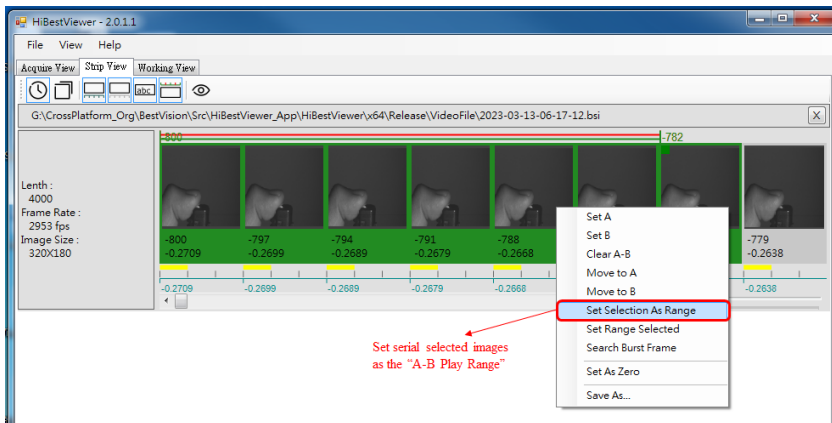 HiBestViewer - 2.0.1.1
File View Help
Acquire View Strip View Working View
abc
G:\CrossPlatform_Org\BestVision\Src\HiBestViewer_App\HiBestViewer\x64\Release\VideoFile\2023-03-13-06-17-12.bsi
X
-800 -782
Lenth :
4000
Frame Rate :
2953 fps
Image Size :
320X180
-800 -797 -794 -791 -788 -779
-0.2709 -0.2699 -0.2689 -0.2679 -0.2668 -0.2638
-0.2709 -0.2699 -0.2689 -0.2679 -0.2668 -0.2638
Set A
Set B
Clear A-B
Move to A
Move to B
Set Selection As Range
Set Range Selected
Search Burst Frame
Set As Zero
Save As...
Set serial selected images
as the “A-B Play Range”